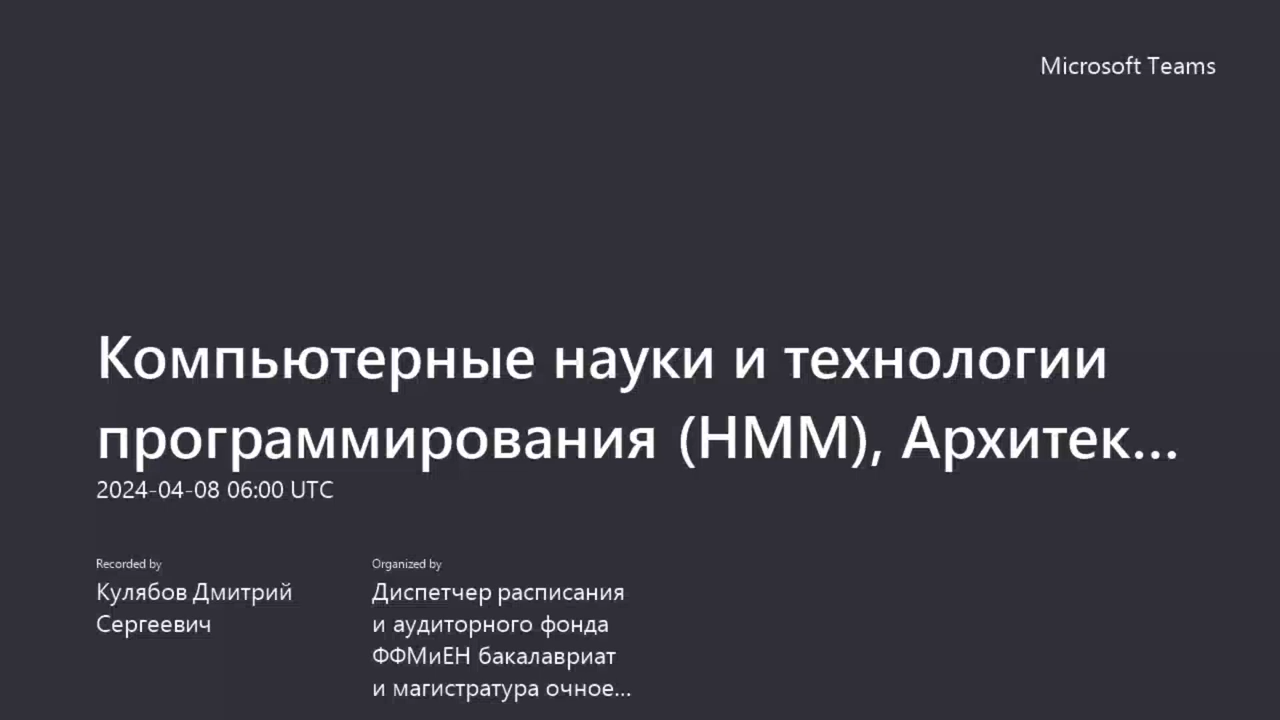 Microsoft Teams
Компьютерные науки и технологии
программирования (НММ), Архитек...
2024-04-08 06:00 UTC
Recorded by
Кулябов Дмитрий
Сергеевич
Organized by
Диспетчер расписания
и аудиторного фонда
ФФМиЕН бакалавриат
и магистратура очное...